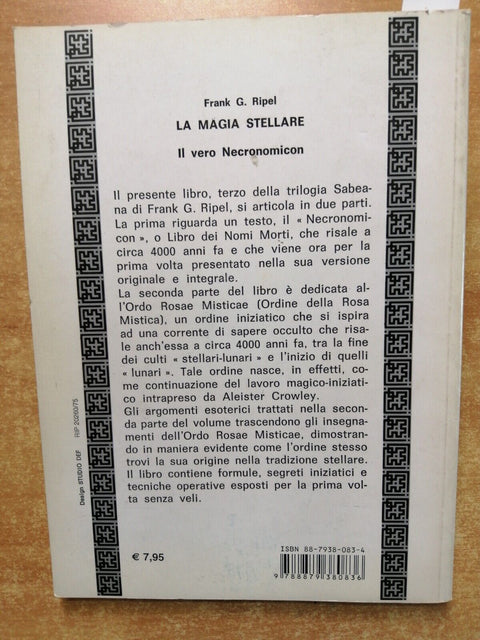 Frank G. Ripel
LA MAGIA STELLARE
Il vero Necronomicon
Il presente libro, terzo della trilogia Sabea-
na di Frank G. Ripel, si articola in due parti.
La prima riguarda un testo, il « Necronomi-
con », o Libro dei Nomi Morti, che risale a
circa 4000 anni fa e che viene ora per la
prima volta presentato nella sua versione
originale e integrale.
La seconda parte del libro è dedicata al-
l'Ordo Rosae Misticae (Ordine della Rosa
Mistica), un ordine iniziatico che si ispira
ad una corrente di sapere occulto che risa-
le anch'essa a circa 4000 anni fa, tra la fine
dei culti « stellari-lunari » e l'inizio di quelli
« lunari ». Tale ordine nasce, in effetti, co-
me continuazione del lavoro magico-iniziati-
co intrapreso da Aleister Crowley.
Gli argomenti esoterici trattati nella secon-
da parte del volume trascendono gli insegna-
menti dell'Ordo Rosae Misticae, dimostran-
do in maniera evidente come l'ordine stesso
trovi la sua origine nella tradizione stellare.
Il libro contiene formule, segreti iniziatici e
tecniche operative esposti per la prima vol-
ta senza veli.
Design STUDIO DEF RIP 20260/75
ISBN 88-7938-083-4
€ 7,95
9788879380836